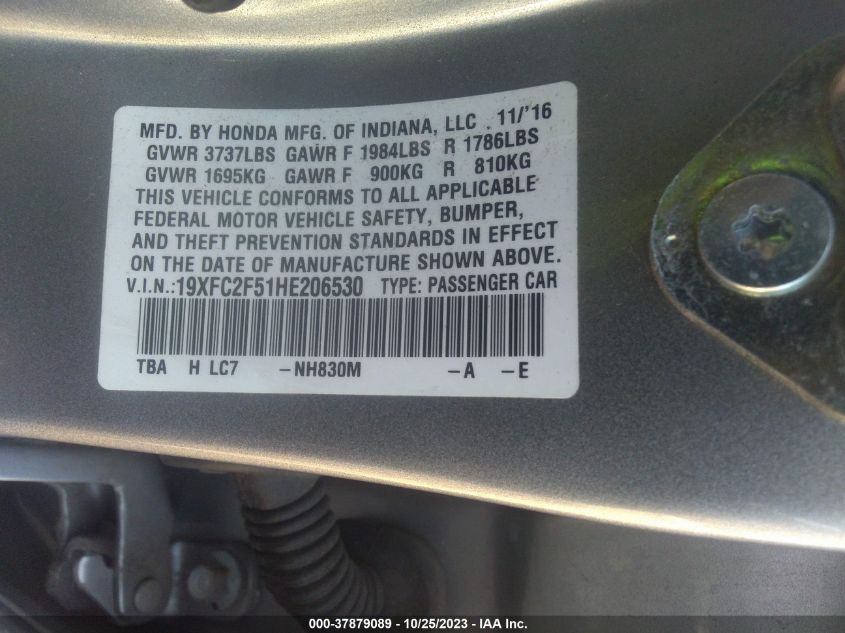 MFD. BY HONDA MFG. OF INDIANA, LLC . 11/'16
GVWR 3737LBS GAWR F 1984LBS R 1786LBS
GVWR 1695KG GAWR F 900KG R 810KG
THIS VEHICLE CONFORMS TO ALL APPLICABLE
FEDERAL MOTOR VEHICLE SAFETY, BUMPER,
AND THEFT PREVENTION STANDARDS IN EFFECT
ON THE DATE OF MANUFACTURE SHOWN ABOVE.
V.I.N.:19XFC2F51HE206530 TYPE: PASSENGER CAR
TBA H LC7 -NH830M -A -E
000-37879089 - 10/25/2023 - IAA Inc.